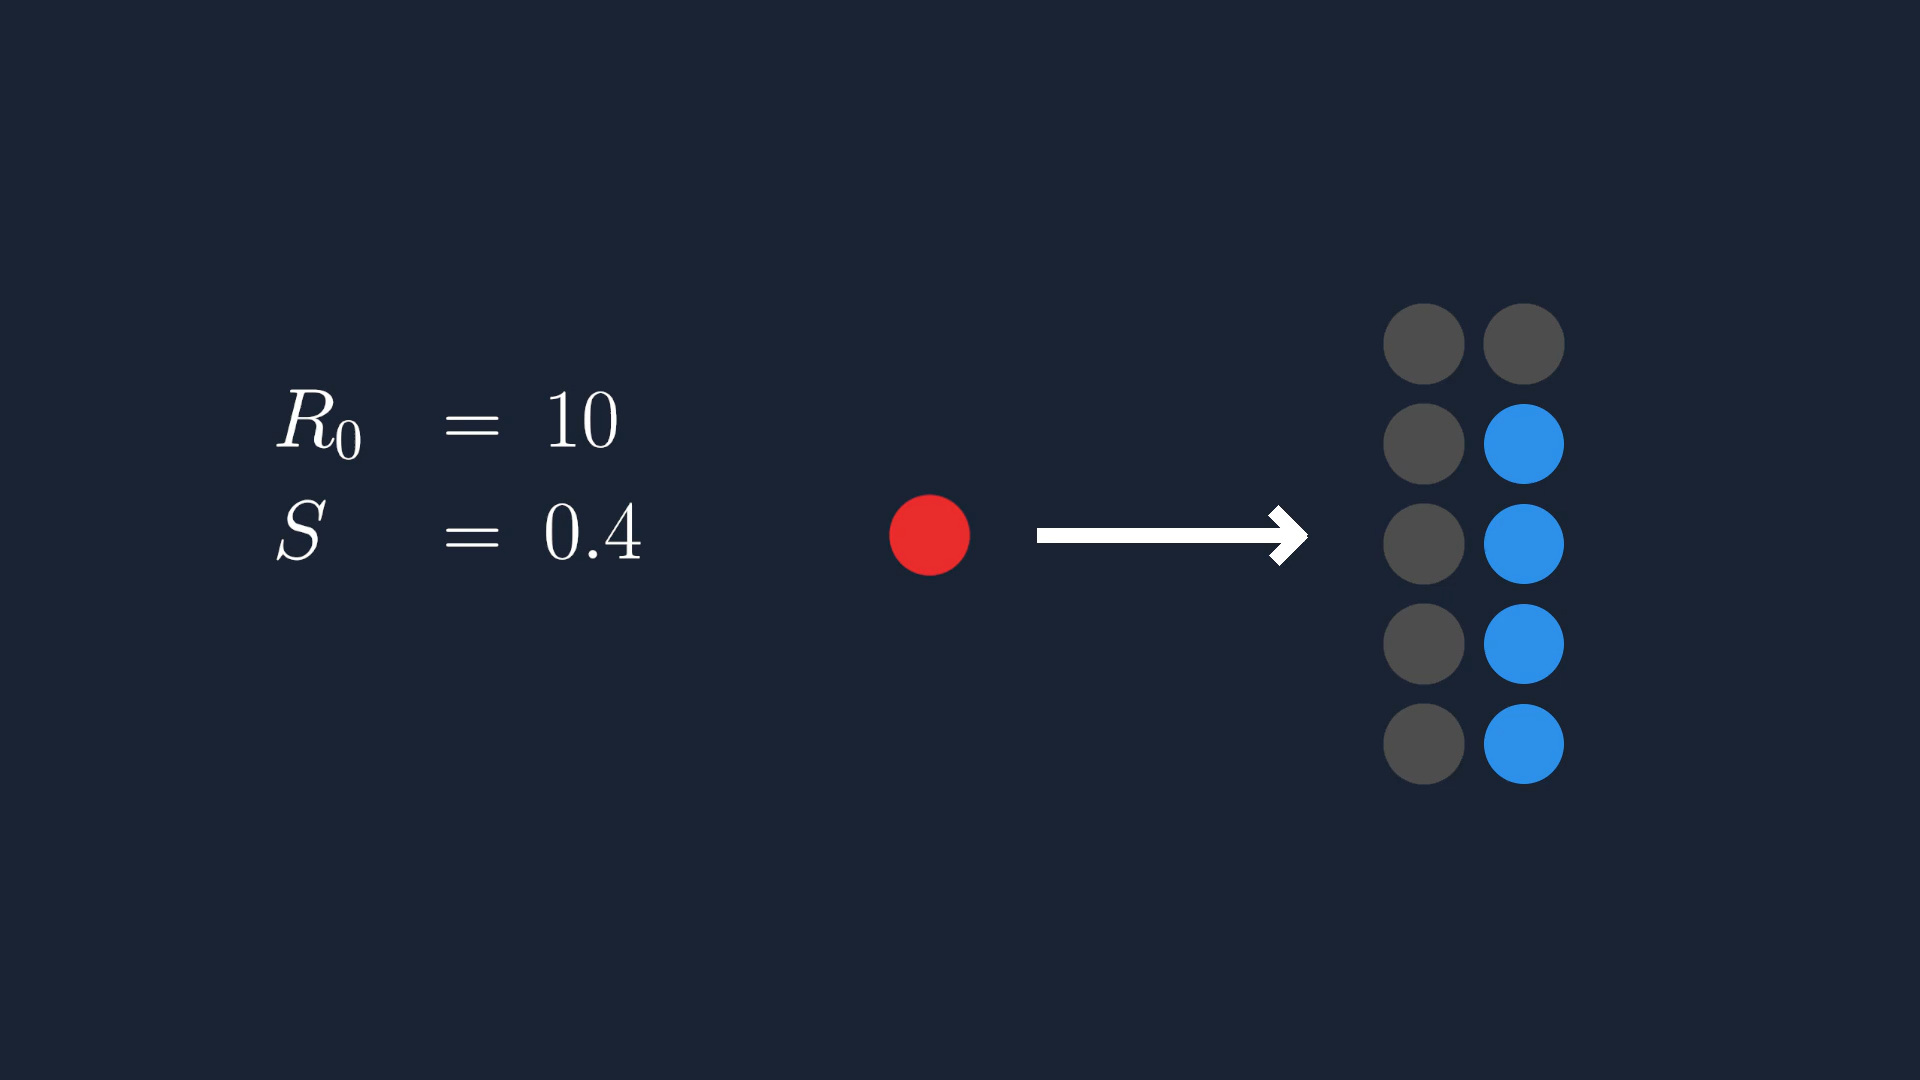 R₀ = 10
S = 0.4